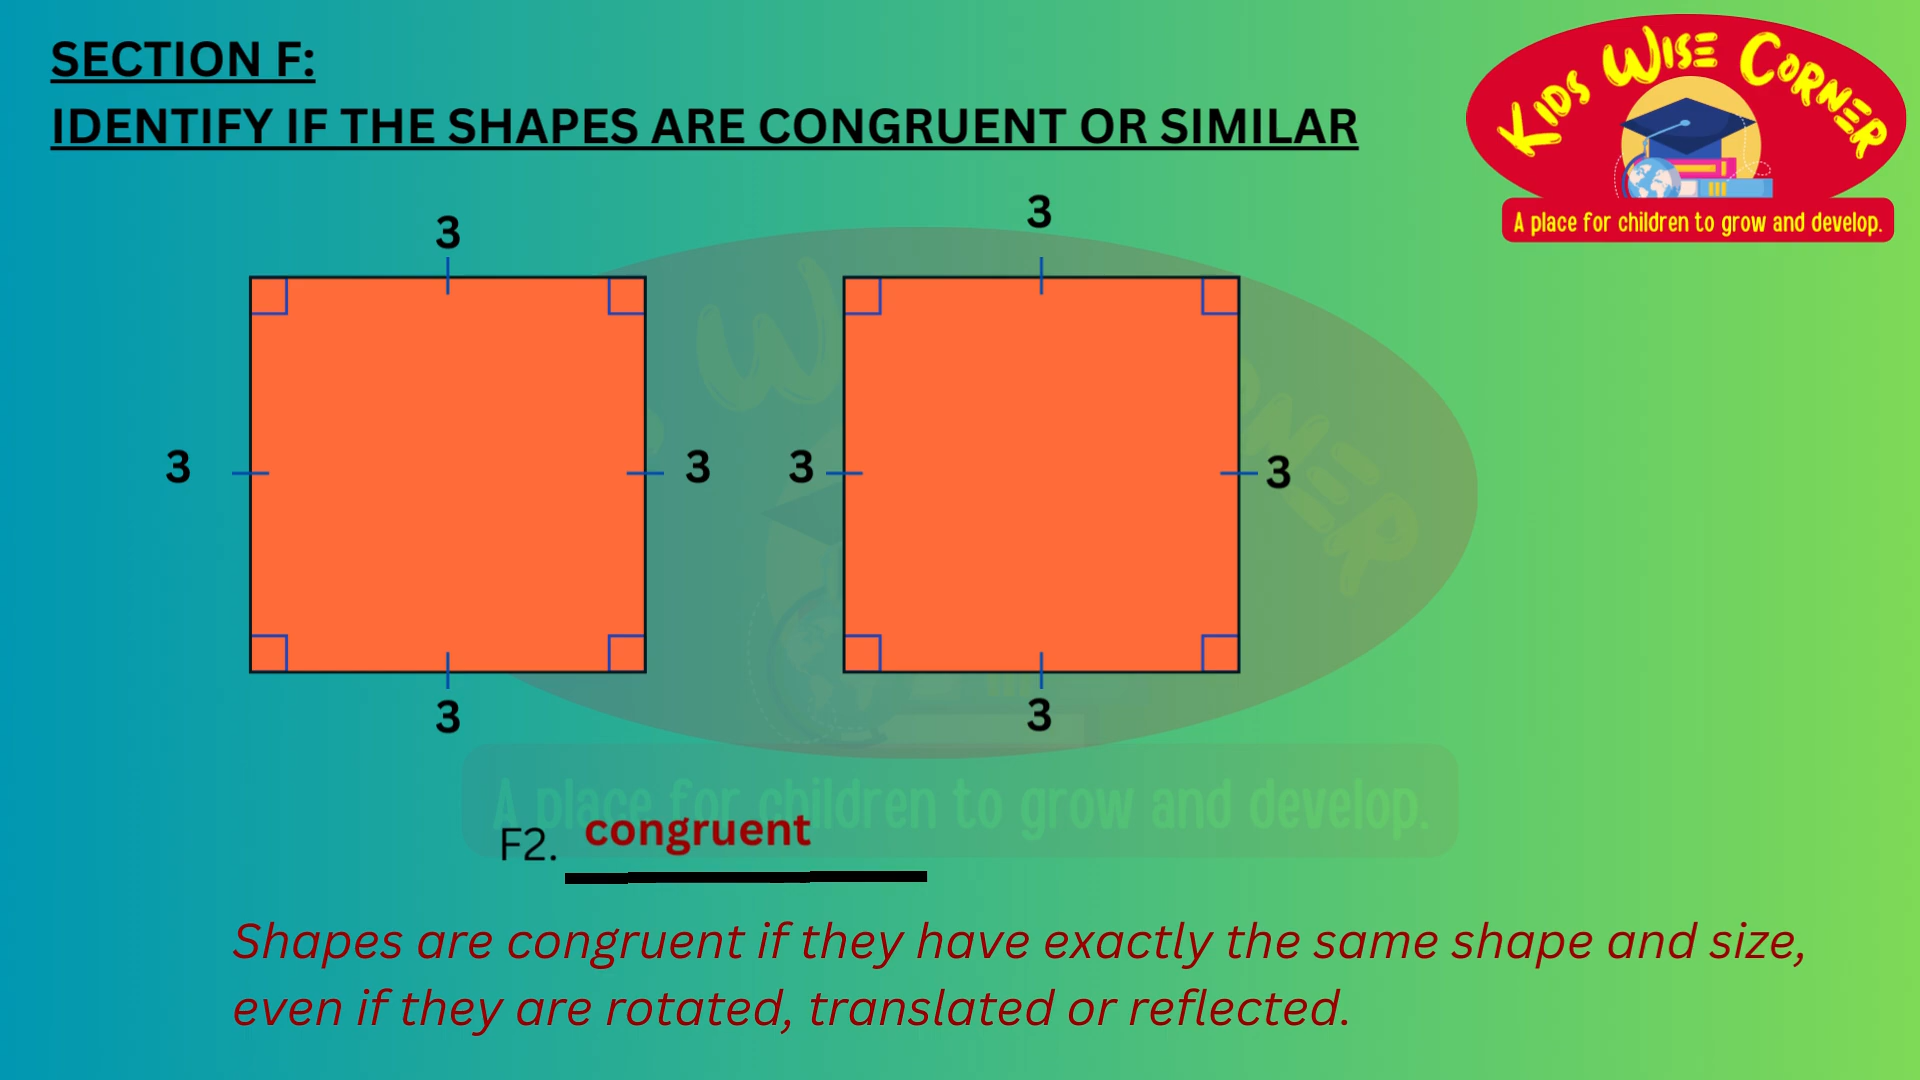 SECTION F:
IDENTIFY IF THE SHAPES ARE CONGRUENT OR SIMILAR
KIDS WISE CORNER
A place for children to grow and develop.
3
3
3
3
3
3
3
3
A place for children to grow and develop.
F2. congruent
Shapes are congruent if they have exactly the same shape and size,
even if they are rotated, translated or reflected.